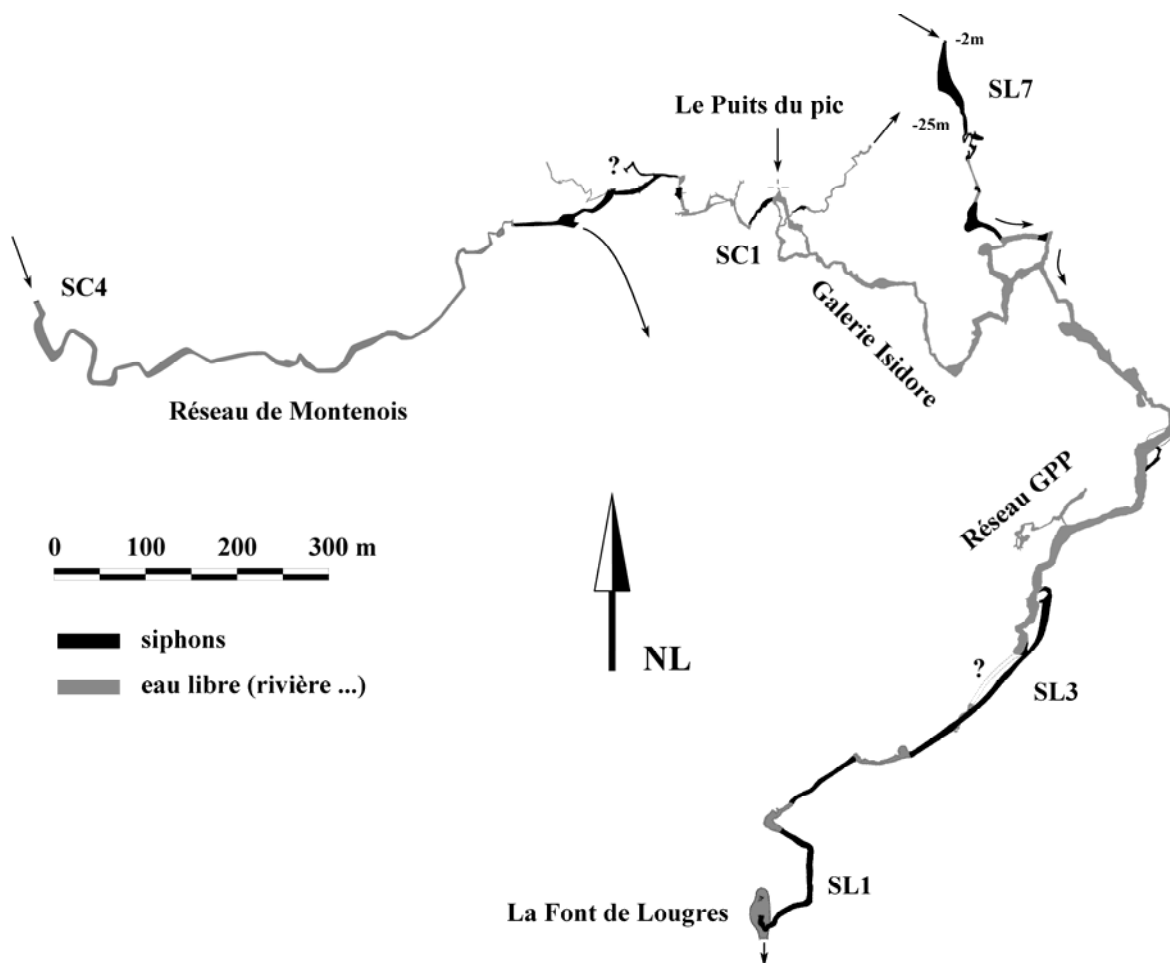 -2m
SL7
Le Puits du pic
-25m
?
SC1
SC4
Galerie Isidore
Réseau de Montenois
Réseau GPP
0 100 200 300 m
siphons
eau libre (rivière ...)
NL
?
SL3
SL1
La Font de Lougres